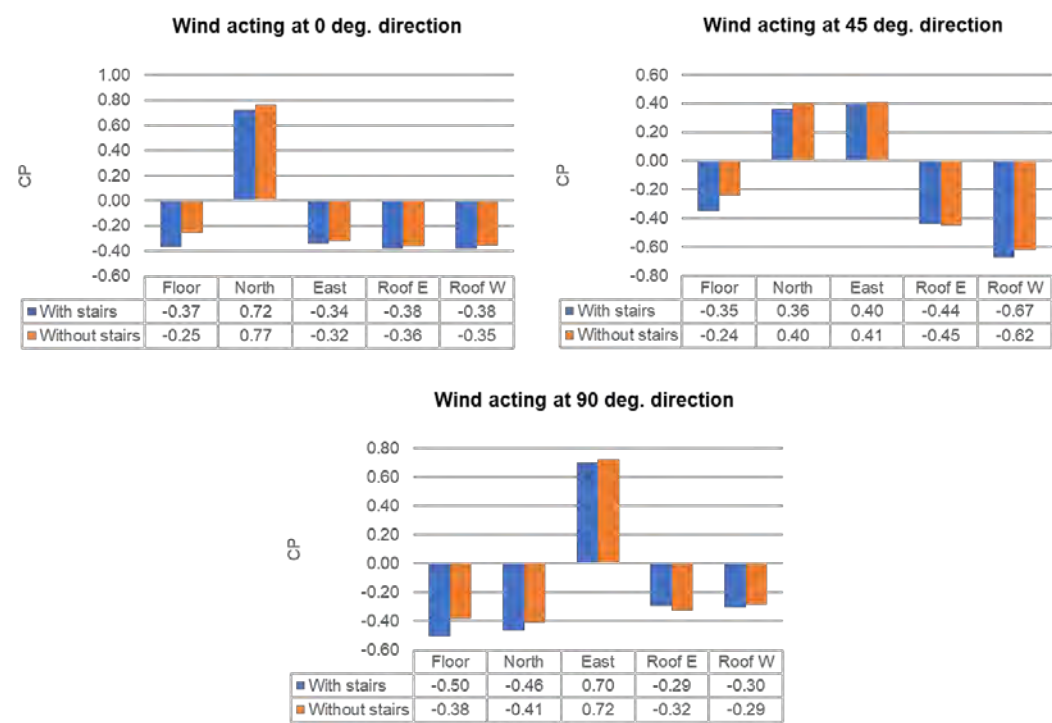 Wind acting at 0 deg. direction
CP
1.00
0.80
0.60
0.40
0.20
0.00
-0.20
-0.40
-0.60
Floor North East Roof E Roof W
With stairs -0.37 0.72 -0.34 -0.38 -0.38
Without stairs -0.25 0.77 -0.32 -0.36 -0.35
Wind acting at 45 deg. direction
CP
0.60
0.40
0.20
0.00
-0.20
-0.40
-0.60
-0.80
Floor North East Roof E Roof W
With stairs -0.35 0.36 0.40 -0.44 -0.67
Without stairs -0.24 0.40 0.41 -0.45 -0.62
Wind acting at 90 deg. direction
CP
0.80
0.60
0.40
0.20
0.00
-0.20
-0.40
-0.60
Floor North East Roof E Roof W
With stairs -0.50 -0.46 0.70 -0.29 -0.30
Without stairs -0.38 -0.41 0.72 -0.32 -0.29